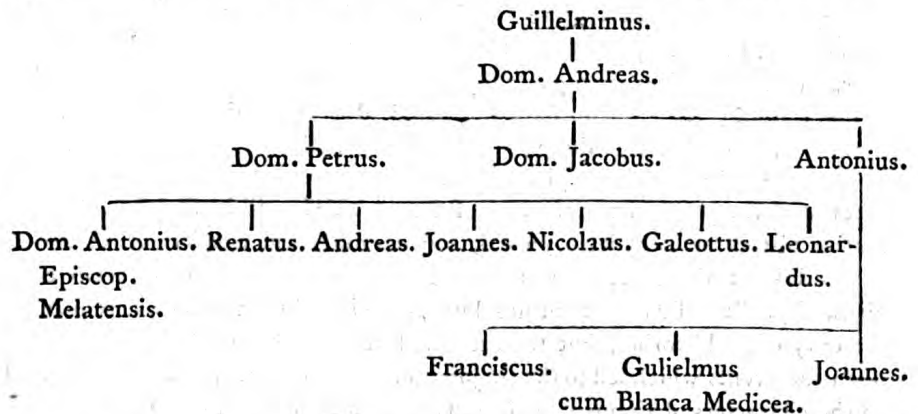 Guillelminus.
Dom. Andreas.
Dom. Petrus. Dom. Jacobus. Antonius.
Dom. Antonius. Renatus. Andreas. Joannes. Nicolaus. Galeottus. Leonar-
Episcop. dus.
Melatensis.
Franciscus. Gulielmus Joannes.
cum Blanca Medicea.